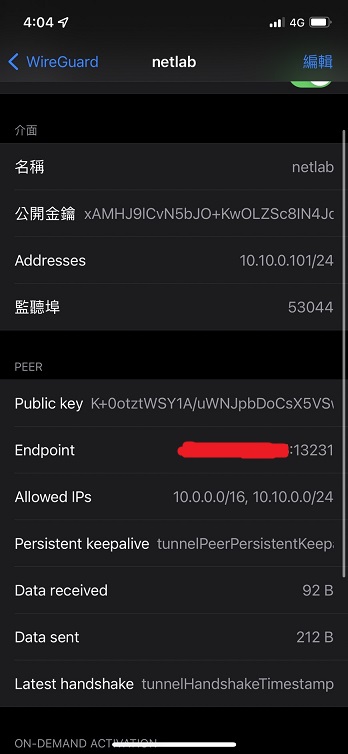 4:04
4G
WireGuard
netlab
編輯
介面
名稱 netlab
公開金鑰 xAMHJ9lCvN5bJO+KwOLZSc8IN4Jc
Addresses 10.10.0.101/24
監聽埠 53044
PEER
Public key K+0otztWSY1A/uWNJpbDoCsX5VS
Endpoint :13231
Allowed IPs 10.0.0.0/16, 10.10.0.0/24
Persistent keepalive tunnelPeerPersistentKeepa
Data received 92 B
Data sent 212 B
Latest handshake tunnelHandshakeTimestamp
ON-DEMAND ACTIVATION